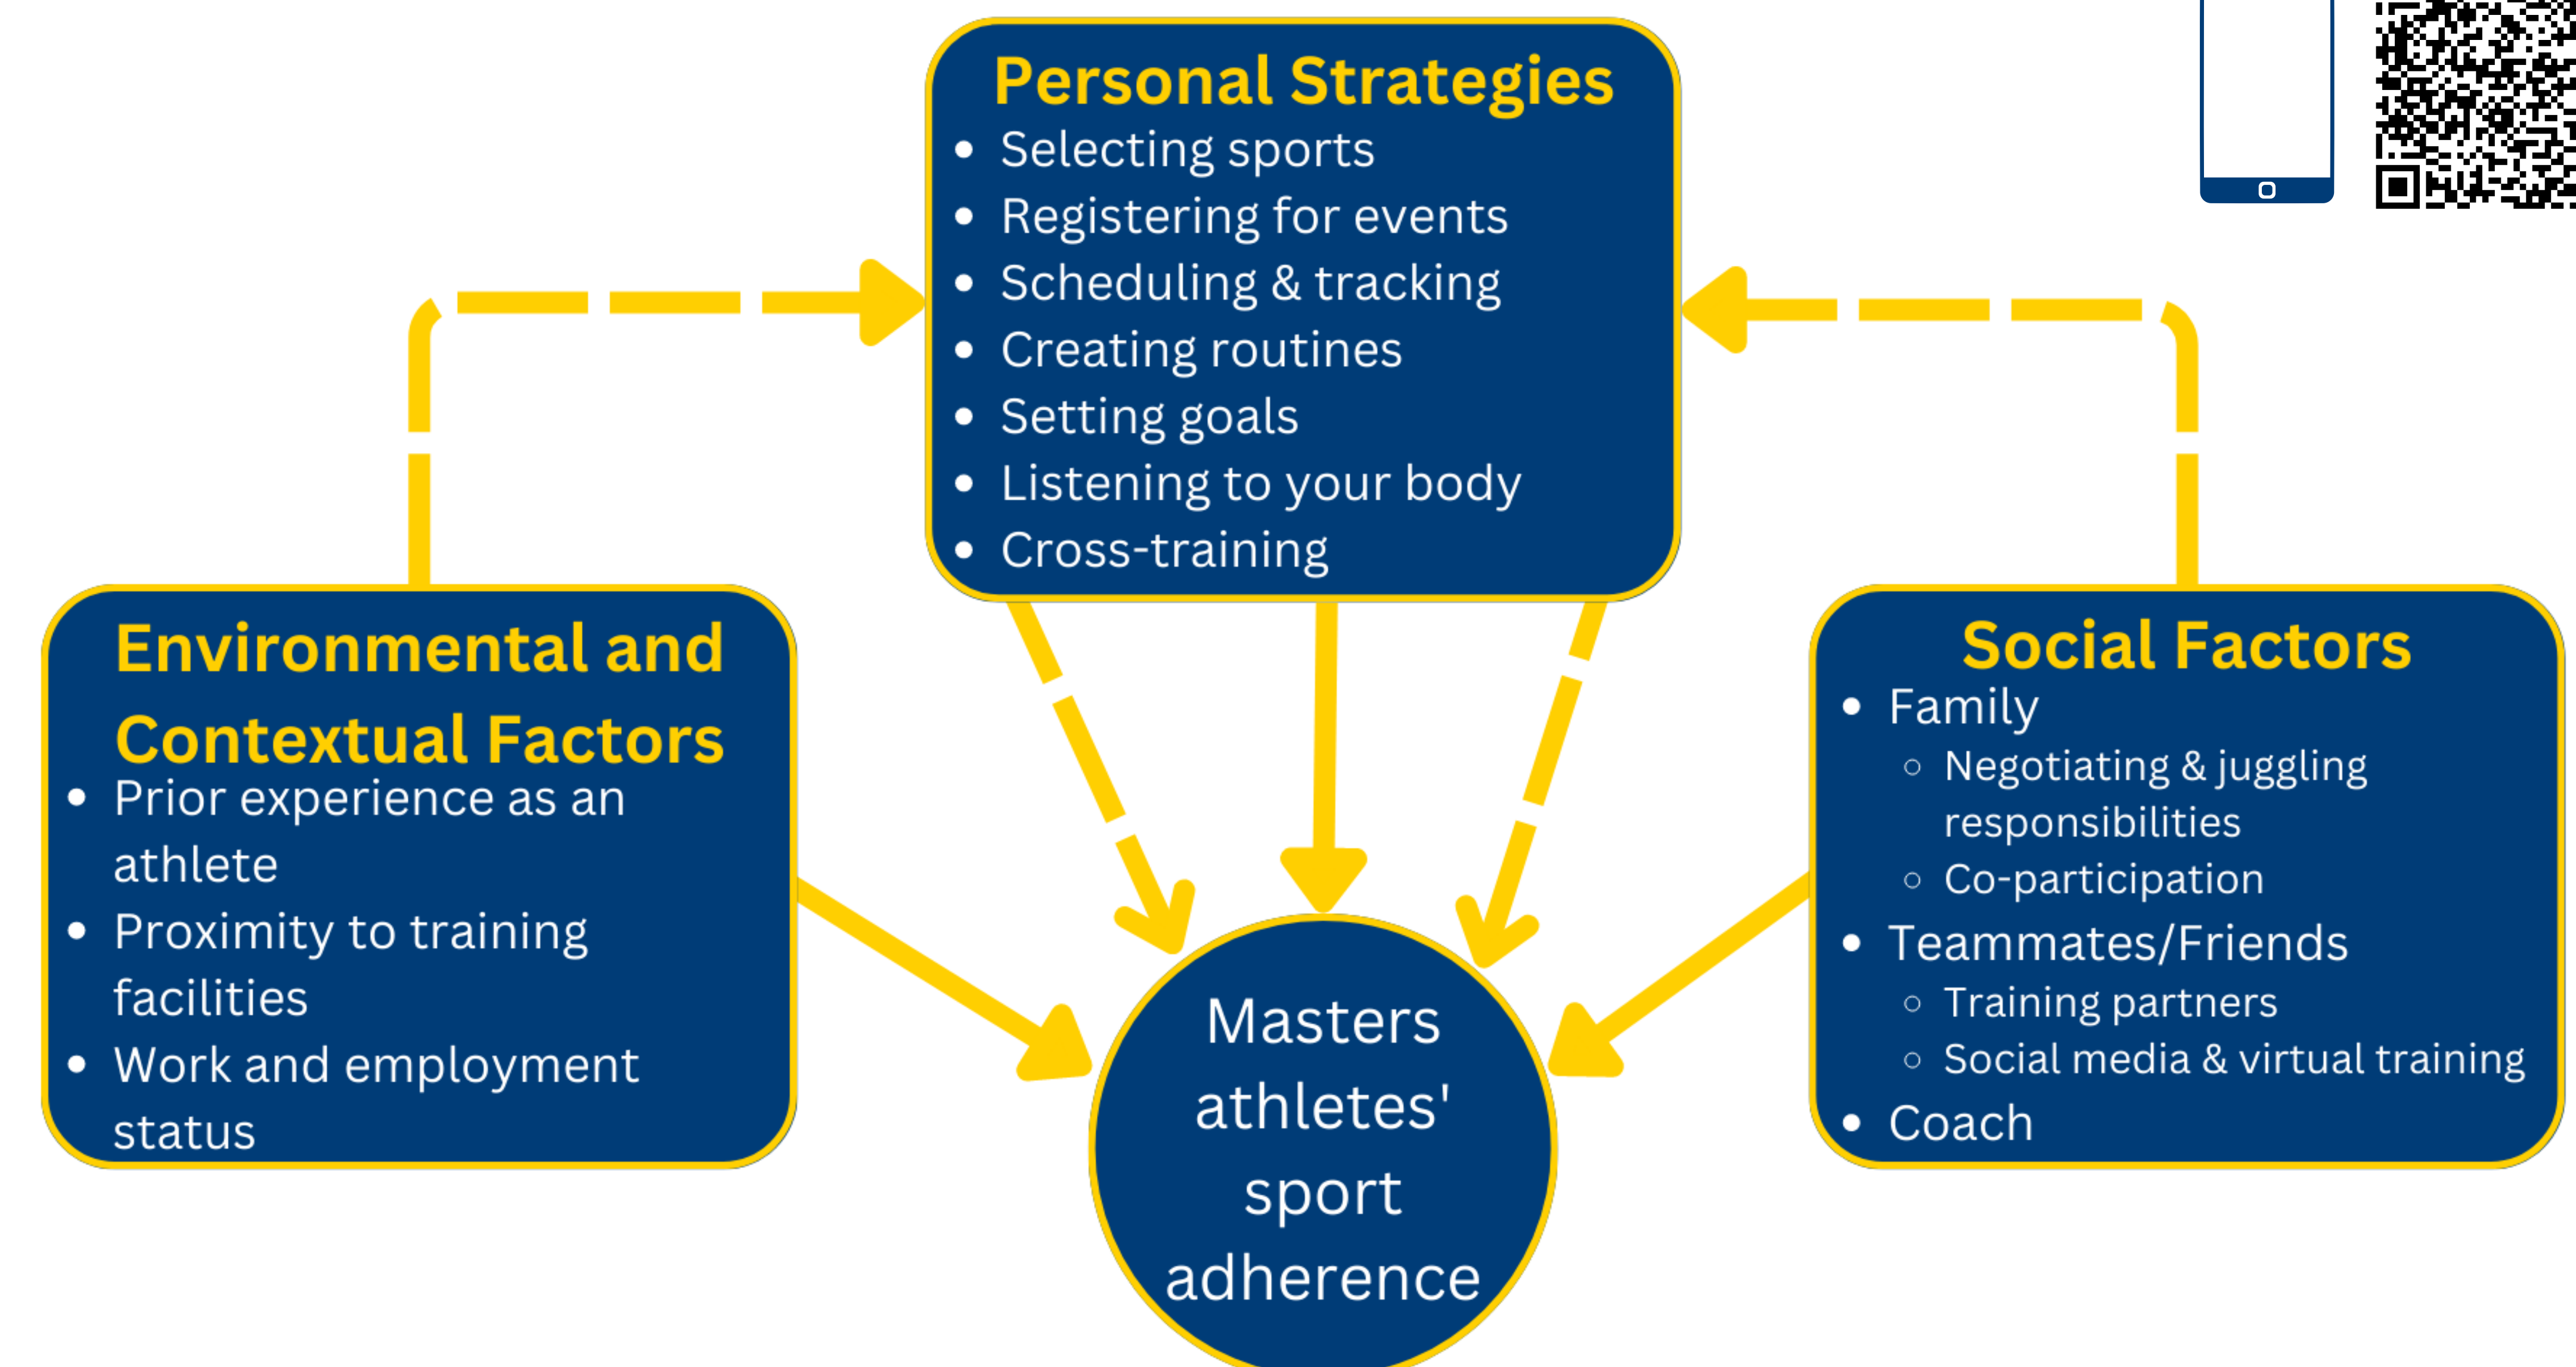 Personal Strategies
Selecting sports
Registering for events
Scheduling & tracking
Creating routines
Setting goals
Listening to your body
Cross-training
Environmental and
Contextual Factors
Prior experience as an
athlete
Proximity to training
facilities
Work and employment
status
Social Factors
Family
Negotiating & juggling
responsibilities
Co-participation
Teammates/Friends
Training partners
Social media & virtual training
Coach
Masters
athletes'
sport
adherence